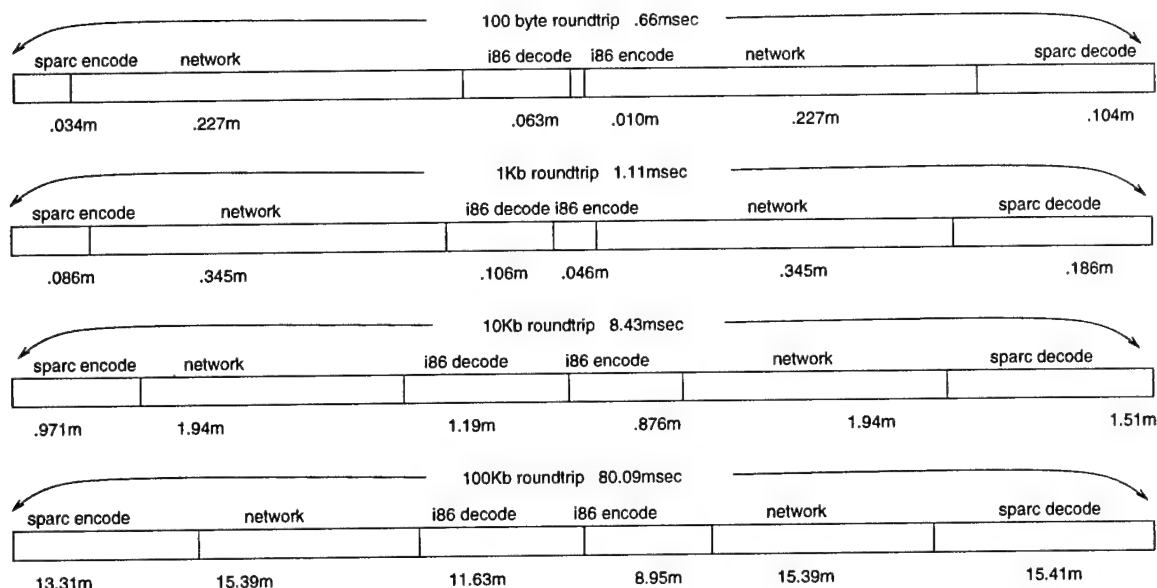 100 byte roundtrip .66msec
sparc encode network i86 decode i86 encode network sparc decode
.034m .227m .063m .010m .227m .104m
1Kb roundtrip 1.11msec
sparc encode network i86 decode i86 encode network sparc decode
.086m .345m .106m .046m .345m .186m
10Kb roundtrip 8.43msec
sparc encode network i86 decode i86 encode network sparc decode
.971m 1.94m 1.19m .876m 1.94m 1.51m
100Kb roundtrip 80.09msec
sparc encode network i86 decode i86 encode network sparc decode
13.31m 15.39m 11.63m 8.95m 15.39m 15.41m